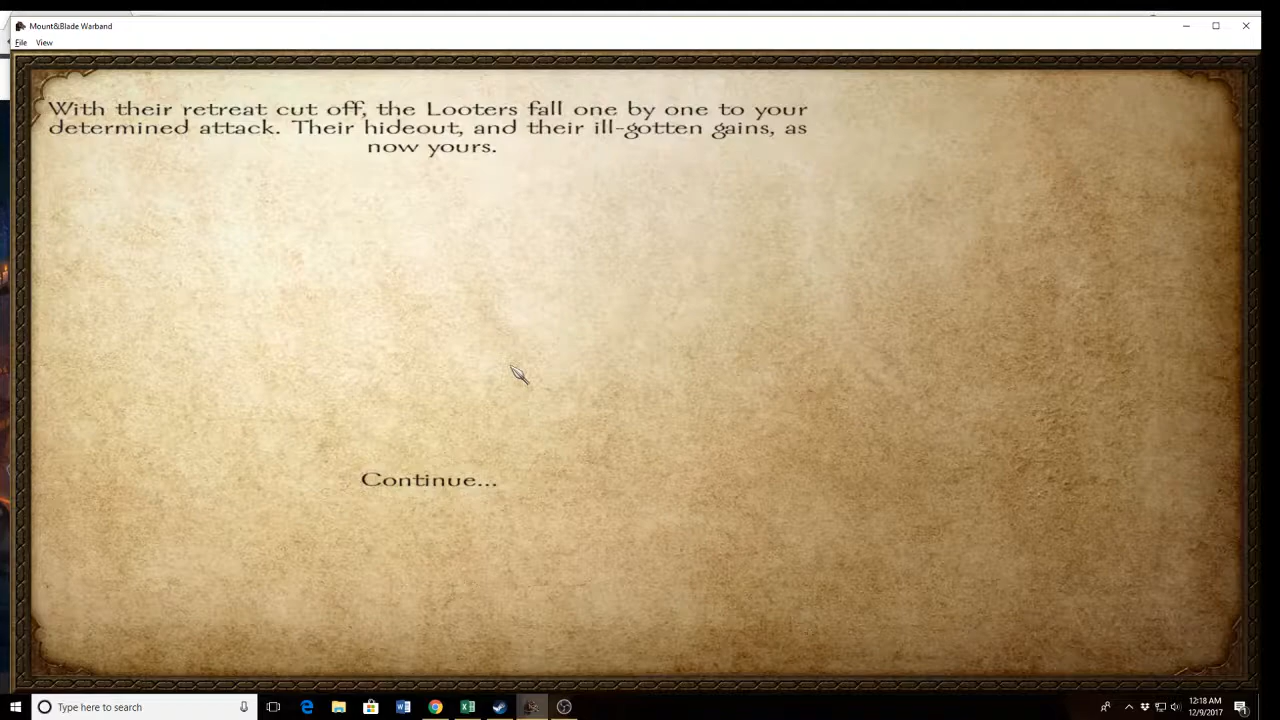 Mount&Blade Warband
File View
With their retreat cut off, the Looters fall one by one to your
determined attack. Their hideout, and their ill-gotten gains, as
now yours.
Continue...
Type here to search
12:18 AM
12/9/2017